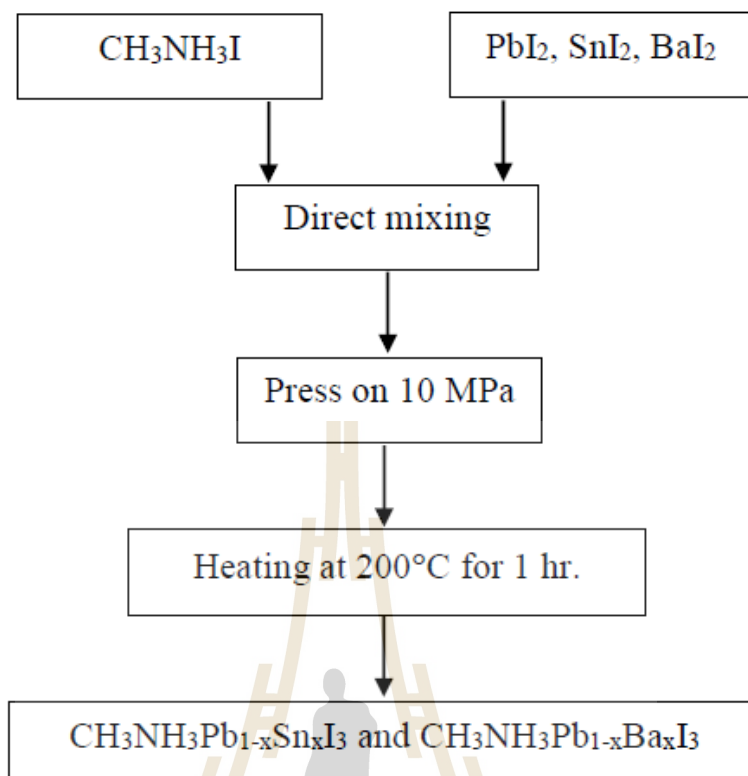 CH₃NH₃I
PbI₂, SnI₂, BaI₂
Direct mixing
Press on 10 MPa
Heating at 200°C for 1 hr.
CH₃NH₃Pb₁₋ₓSnₓI₃ and CH₃NH₃Pb₁₋ₓBaₓI₃